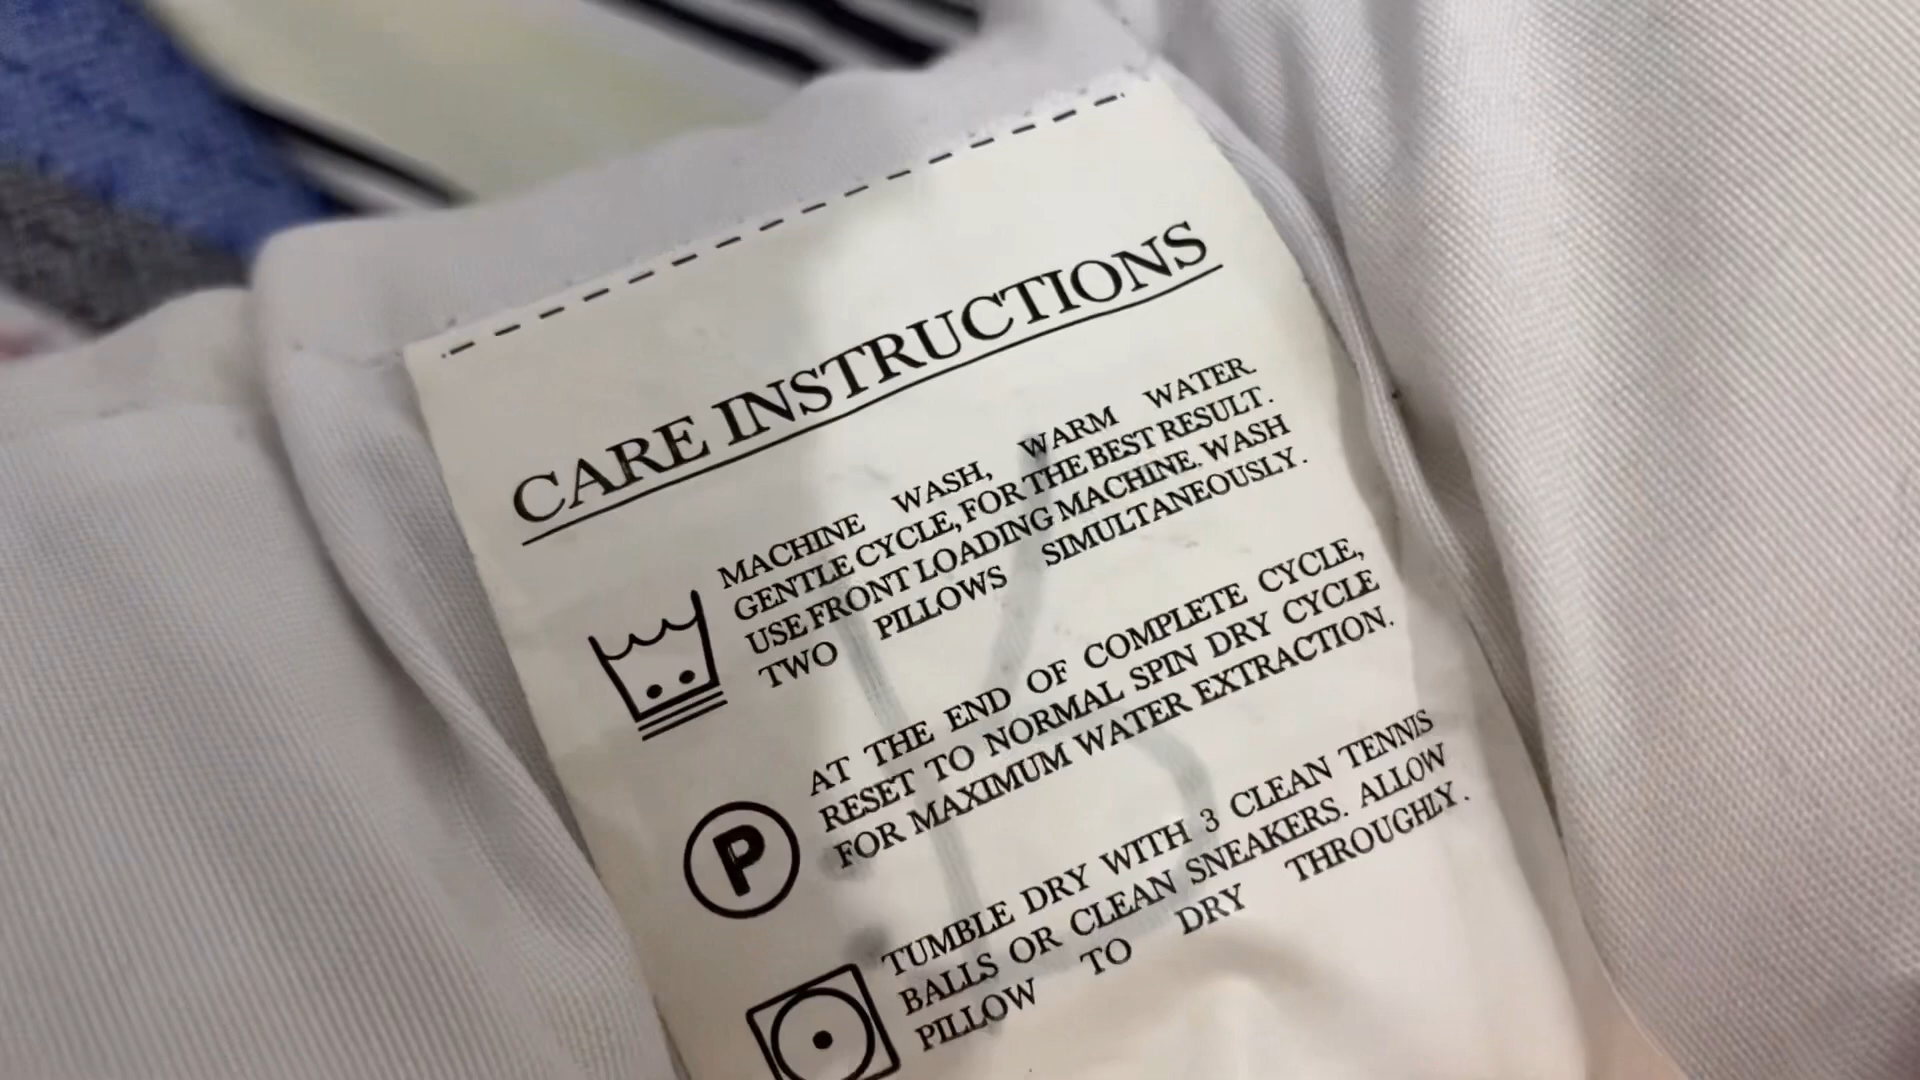 CARE INSTRUCTIONS
MACHINE WASH, WARM WATER.
GENTLE CYCLE, FOR THE BEST RESULT.
USE FRONT LOADING MACHINE. WASH
TWO PILLOWS SIMULTANEOUSLY.
AT THE END OF COMPLETE CYCLE,
RESET TO NORMAL SPIN DRY CYCLE
FOR MAXIMUM WATER EXTRACTION.
P
TUMBLE DRY WITH 3 CLEAN TENNIS
BALLS OR CLEAN SNEAKERS. ALLOW
PILLOW TO DRY THROUGHLY.